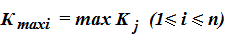 K maxi = max K j (1⩽ i ⩽ n)